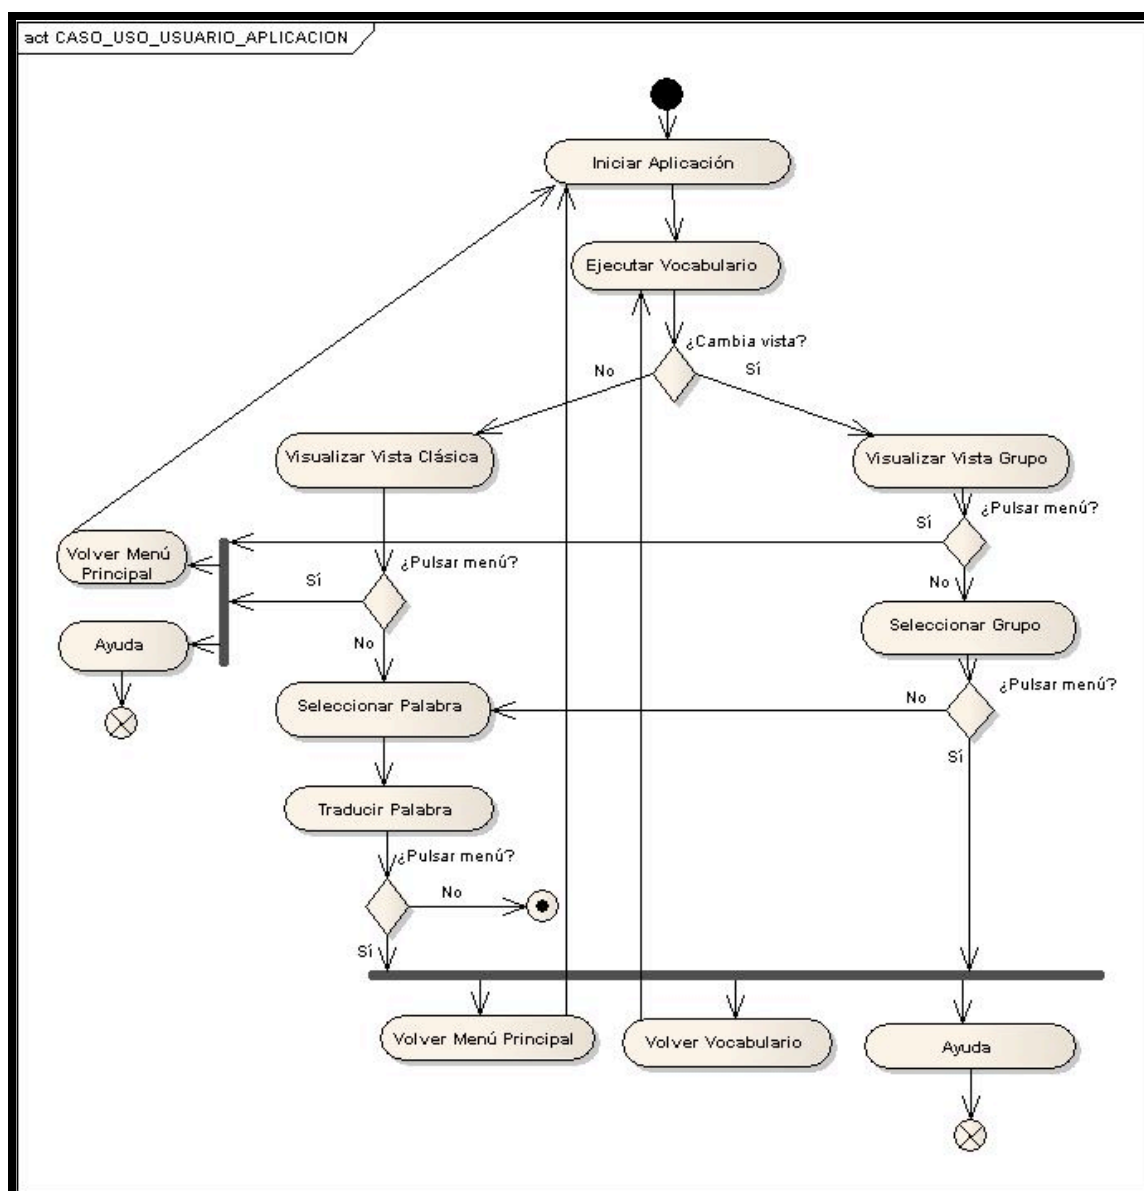 act CASO_USO_USUARIO_APLICACION
Iniciar Aplicación
Ejecutar Vocabulario
¿Cambia vista?
No
Sí
Visualizar Vista Clásica
Visualizar Vista Grupo
¿Pulsar menú?
Sí
Volver Menú
Principal
¿Pulsar menú?
Sí
No
Seleccionar Grupo
Ayuda
No
¿Pulsar menú?
No
Seleccionar Palabra
Sí
Traducir Palabra
¿Pulsar menú?
No
Sí
Volver Menú Principal
Volver Vocabulario
Ayuda